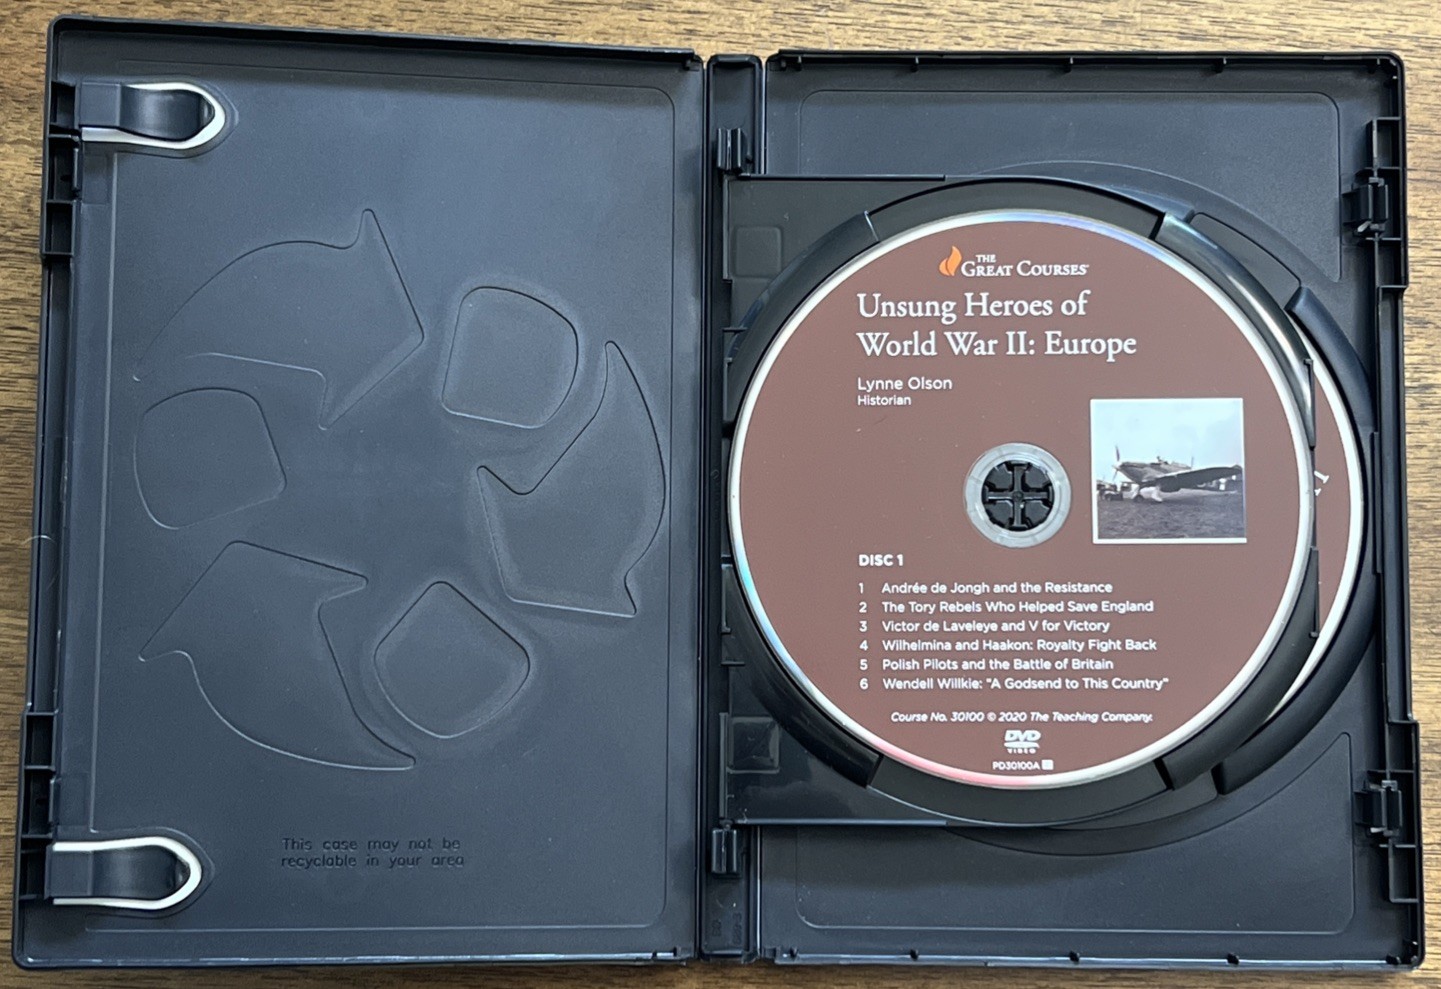 THE
GREAT COURSES
Unsung Heroes of
World War II: Europe
Lynne Olson
Historian
DISC 1
1 Andrée de Jongh and the Resistance
2 The Tory Rebels Who Helped Save England
3 Victor de Laveleye and V for Victory
4 Wilhelmina and Haakon: Royalty Fight Back
5 Polish Pilots and the Battle of Britain
6 Wendell Willkie: "A Godsend to This Country"
Course No. 30100 © 2020 The Teaching Company.
DVD
VIDEO
PD30100A
This case may not be
recyclable in your area